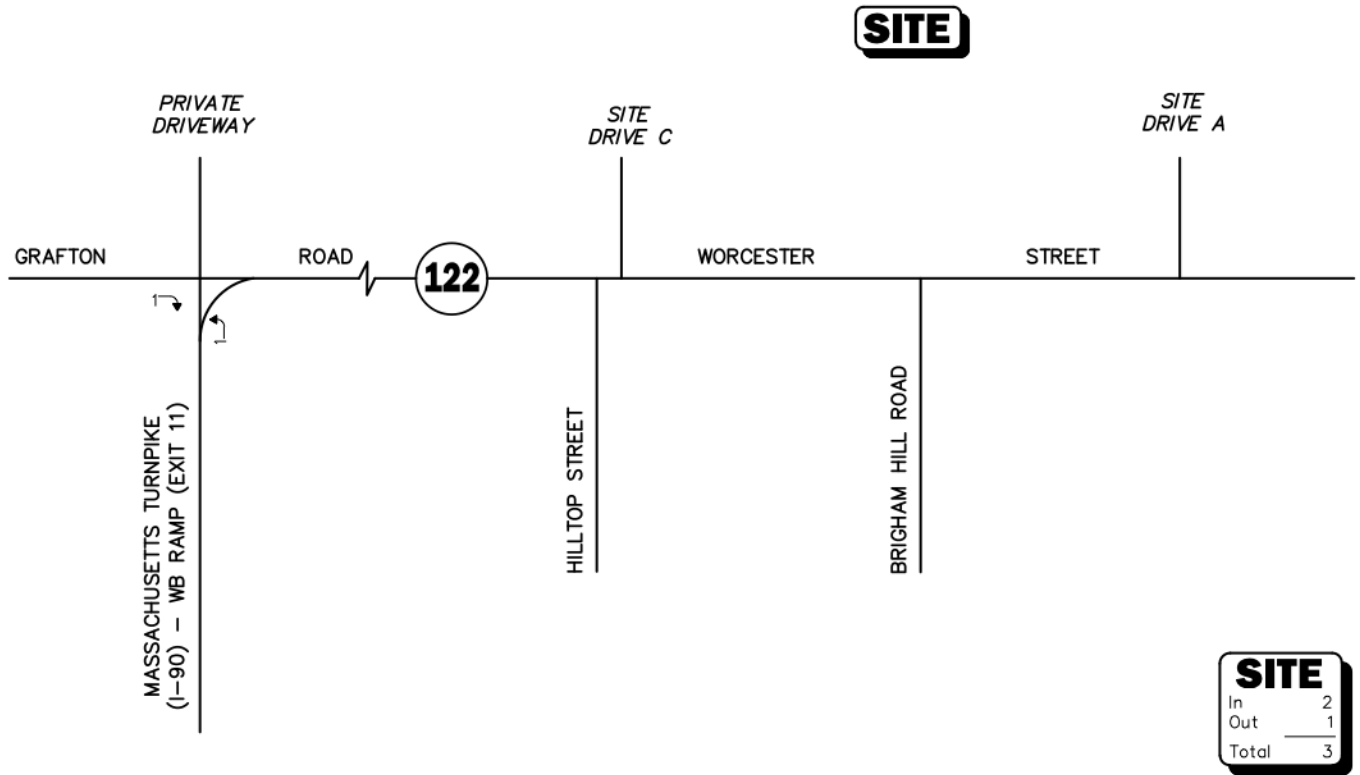 SITE
PRIVATE
DRIVEWAY
SITE
DRIVE C
SITE
DRIVE A
GRAFTON
ROAD
122
WORCESTER
STREET
1
1
MASSACHUSETTS TURNPIKE
(I-90) – WB RAMP (EXIT 11)
HILLTOP STREET
BRIGHAM HILL ROAD
SITE
In 2
Out 1
Total 3